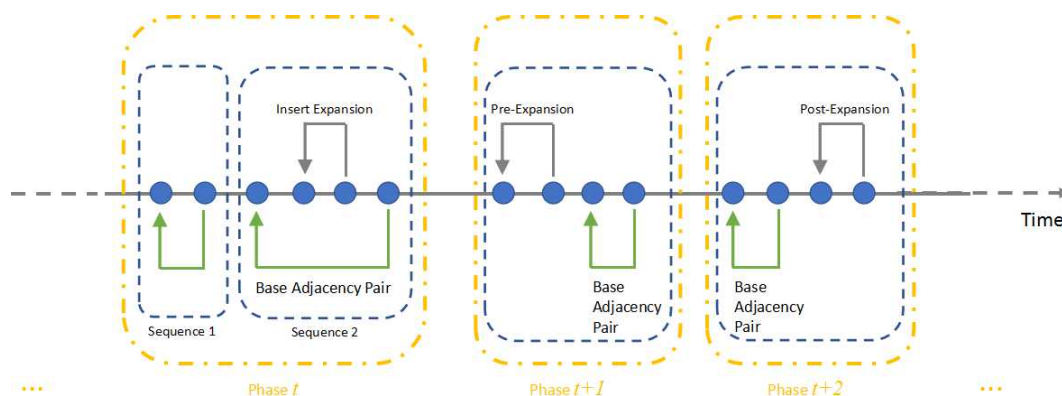 Insert Expansion
Pre-Expansion
Post-Expansion
Time
Base Adjacency Pair
Base
Adjacency
Pair
Base
Adjacency
Pair
Sequence 1
Sequence 2
...
Phase t
Phase t+1
Phase t+2
...